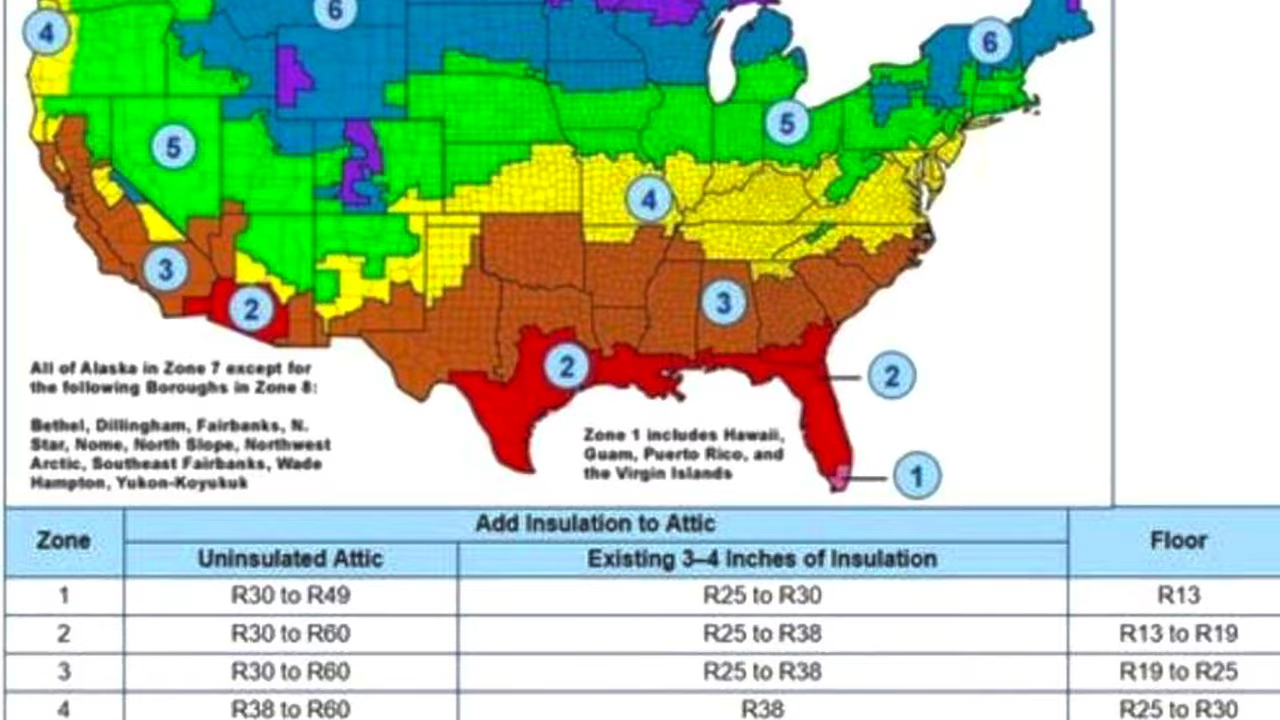 6
4
6
5
5
4
3
3
2
2
2
1
All of Alaska in Zone 7 except for
the following Boroughs in Zone 8:
Bethel, Dillingham, Fairbanks, N.
Star, Nome, North Slope, Northwest
Arctic, Southeast Fairbanks, Wade
Hampton, Yukon-Koyukuk
Zone 1 includes Hawaii,
Guam, Puerto Rico, and
the Virgin Islands
Zone Add Insulation to Attic Floor
Uninsulated Attic Existing 3–4 Inches of Insulation
1 R30 to R49 R25 to R30 R13
2 R30 to R60 R25 to R38 R13 to R19
3 R30 to R60 R25 to R38 R19 to R25
4 R38 to R60 R38 R25 to R30